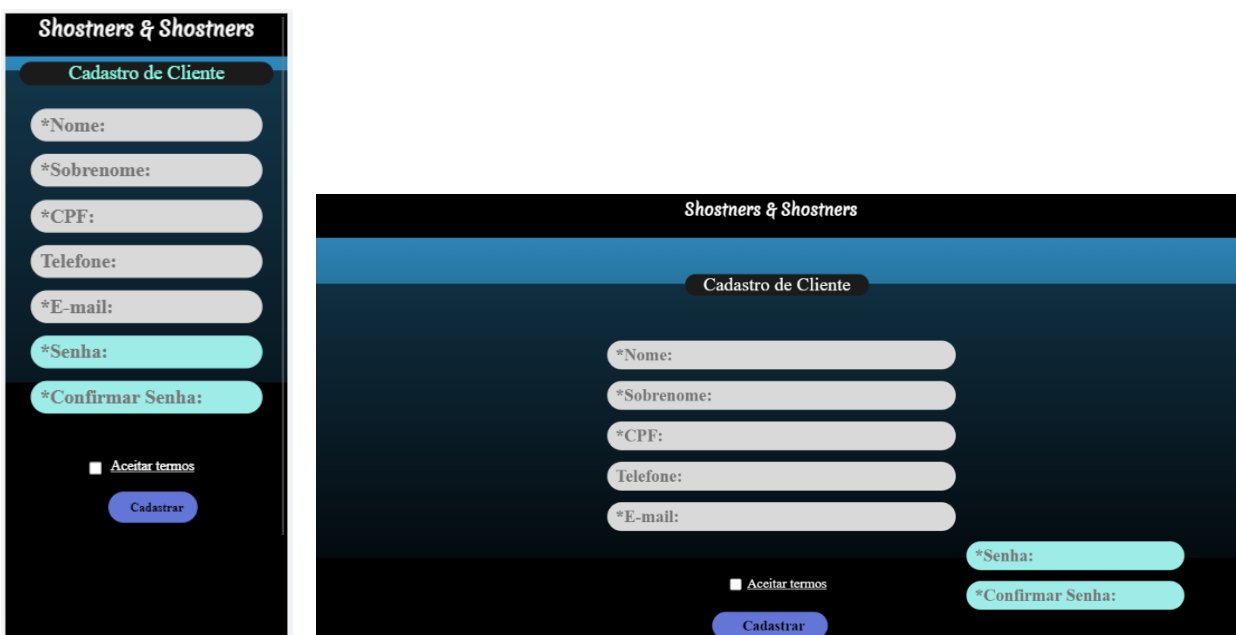 Shostners & Shostners
Cadastro de Cliente
*Nome:
*Sobrenome:
*CPF:
Telefone:
*E-mail:
*Senha:
*Confirmar Senha:
Aceitar termos
Cadastrar
Shostners & Shostners
Cadastro de Cliente
*Nome:
*Sobrenome:
*CPF:
Telefone:
*E-mail:
*Senha:
*Confirmar Senha:
Aceitar termos
Cadastrar